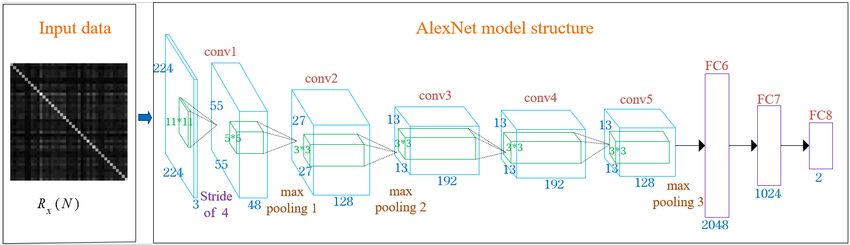 Input data
R_x (N)
AlexNet model structure
224
11*11
224
3
conv1
55
5*5
55
Stride
of 4
48
conv2
27
3*3
27
max
pooling 1
128
conv3
13
3*3
13
max
pooling 2
192
conv4
13
3*3
13
192
conv5
13
3*3
13
128
max
pooling 3
FC6
2048
FC7
1024
FC8
2